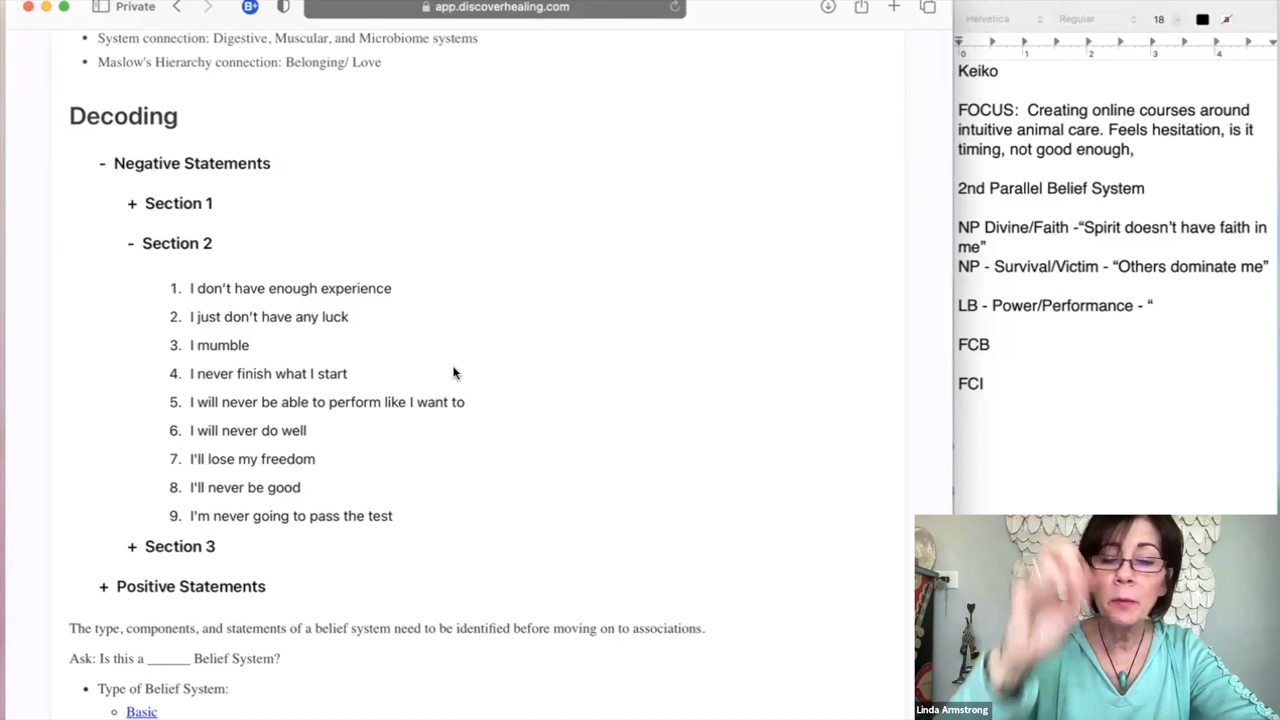 Private
B+
app.discoverhealing.com
System connection: Digestive, Muscular, and Microbiome systems
Maslow's Hierarchy connection: Belonging/ Love
Decoding
- Negative Statements
+ Section 1
- Section 2
1. I don't have enough experience
2. I just don't have any luck
3. I mumble
4. I never finish what I start
5. I will never be able to perform like I want to
6. I will never do well
7. I'll lose my freedom
8. I'll never be good
9. I'm never going to pass the test
+ Section 3
+ Positive Statements
The type, components, and statements of a belief system need to be identified before moving on to associations.
Ask: Is this a ______ Belief System?
Type of Belief System:
Basic
Helvetica Regular 18
0 1 2 3 4
Keiko
FOCUS:  Creating online courses around
intuitive animal care. Feels hesitation, is it
timing, not good enough,
2nd Parallel Belief System
NP Divine/Faith -“Spirit doesn’t have faith in
me”
NP - Survival/Victim - “Others dominate me”
LB - Power/Performance - “
FCB
FCI
Linda Armstrong